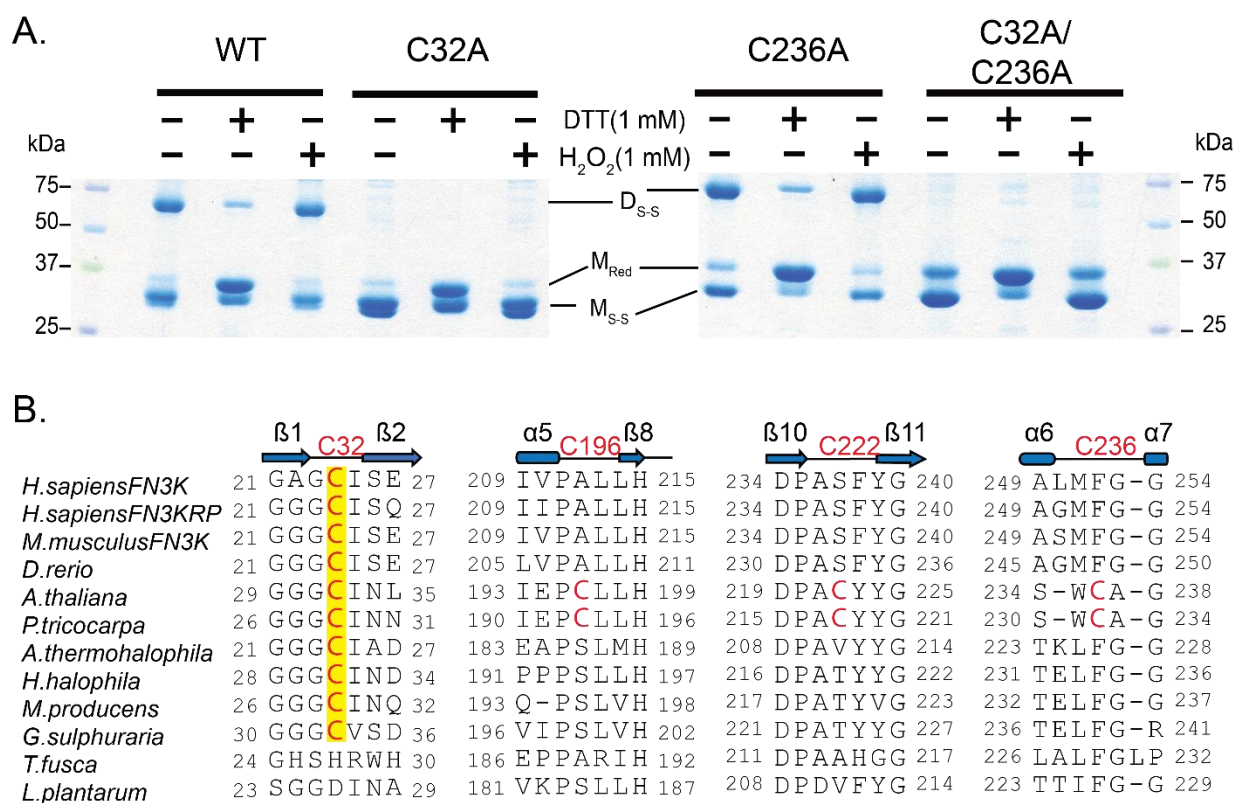 A.
WT C32A C236A C32A/
C236A
− + − − + − DTT(1 mM) − + − − + −
kDa − − + − − + H₂O₂(1 mM) − − + − − + kDa
75 75
D S-S
50 50
37 M Red 37
M S-S
25 25
B.
ß1 C32 ß2 α5 C196 ß8 ß10 C222 ß11 α6 C236 α7
H.sapiensFN3K 21 GAGCISE 27 209 IVPALLH 215 234 DPASFYG 240 249 ALMFG-G 254
H.sapiensFN3KRP 21 GGGCISQ 27 209 IIPALLH 215 234 DPASFYG 240 249 AGMFG-G 254
M.musculusFN3K 21 GGGCISE 27 209 IVPALLH 215 234 DPASFYG 240 249 ASMFG-G 254
D.rerio 21 GGGCISE 27 205 LVPALLH 211 230 DPASFYG 236 245 AGMFG-G 250
A.thaliana 29 GGGCINL 35 193 IEPCLLH 199 219 DPACYYG 225 234 S-WCA-G 238
P.tricocarpa 26 GGGCINN 31 190 IEPCLLH 196 215 DPACYYG 221 230 S-WCA-G 234
A.thermohalophila 21 GGGCIAD 27 183 EAPSLMH 189 208 DPAVYYG 214 223 TKLFG-G 228
H.halophila 28 GGGCIND 34 191 PPPSLLH 197 216 DPATYYG 222 231 TELFG-G 236
M.producens 26 GGGCINQ 32 193 Q-PSLVH 198 217 DPATYVG 223 232 TELFG-G 237
G.sulphuraria 30 GGGCVSD 36 196 VIPSLVH 202 221 DPATYYG 227 236 TELFG-R 241
T.fusca 24 GHSHRWH 30 186 EPPARIH 192 211 DPAAHGG 217 226 LALFGLP 232
L.plantarum 23 SGGDINA 29 181 VKPSLLH 187 208 DPDVFYG 214 223 TTIFG-G 229